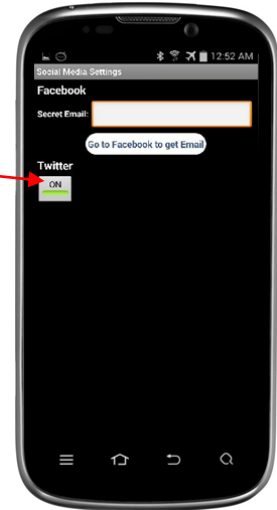 12:52 AM
Social Media Settings
Facebook
Secret Email:
Go to Facebook to get Email
Twitter
ON